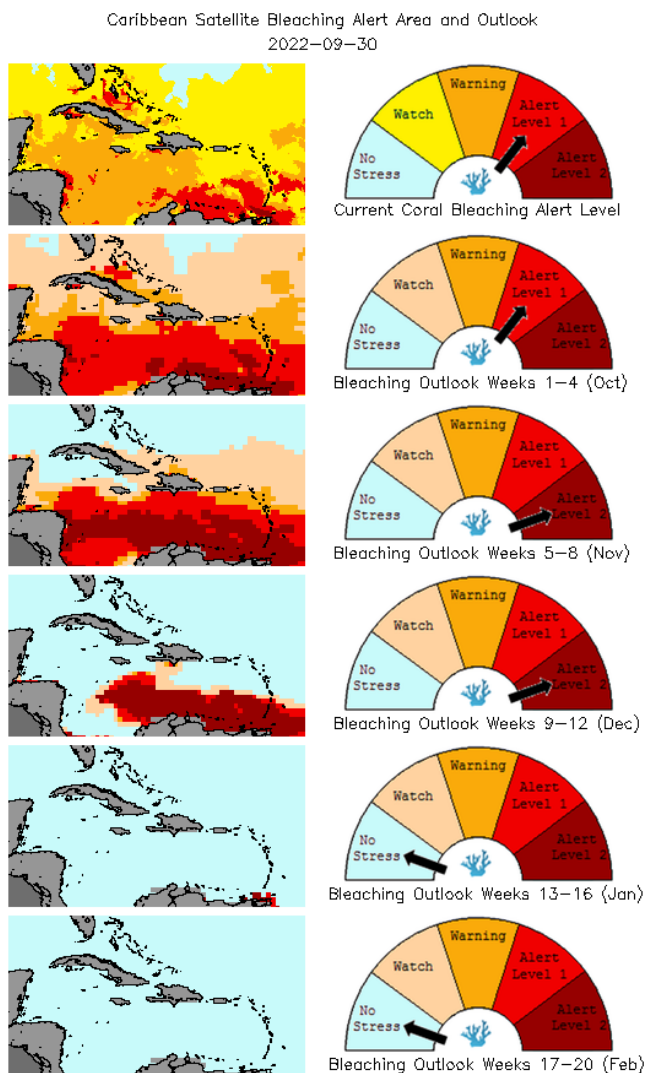 Caribbean Satellite Bleaching Alert Area and Outlook
2022-09-30
Warning
Watch
Alert
Level 1
No
Stress
Alert
Level 2
Current Coral Bleaching Alert Level
Warning
Watch
Alert
Level 1
No
Stress
Alert
Level 2
Bleaching Outlook Weeks 1-4 (Oct)
Warning
Watch
Alert
Level 1
No
Stress
Alert
Level 2
Bleaching Outlook Weeks 5-8 (Nov)
Warning
Watch
Alert
Level 1
No
Stress
Alert
Level 2
Bleaching Outlook Weeks 9-12 (Dec)
Warning
Watch
Alert
Level 1
No
Stress
Alert
Level 2
Bleaching Outlook Weeks 13-16 (Jan)
Warning
Watch
Alert
Level 1
No
Stress
Alert
Level 2
Bleaching Outlook Weeks 17-20 (Feb)